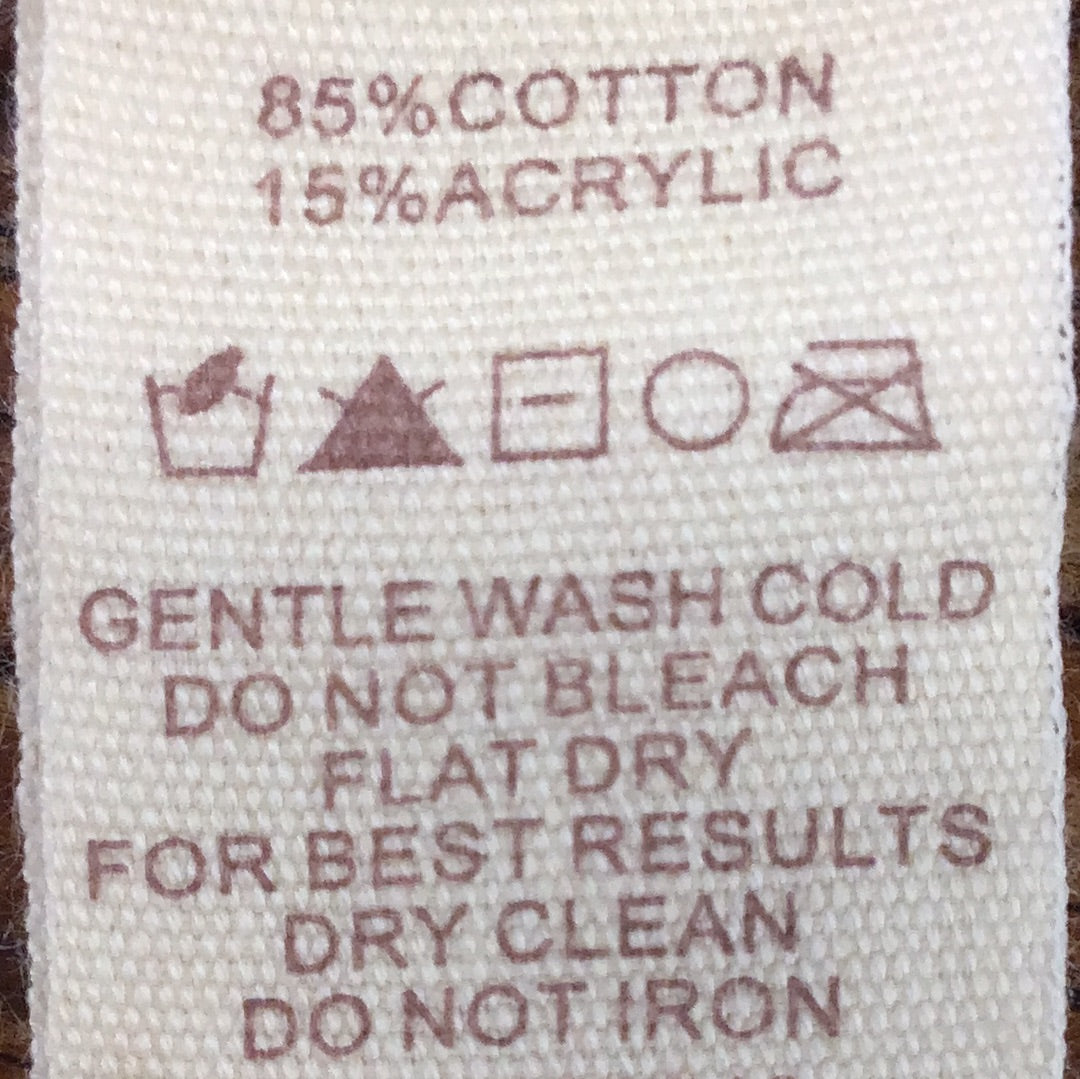 85%COTTON
15%ACRYLIC
GENTLE WASH COLD
DO NOT BLEACH
FLAT DRY
FOR BEST RESULTS
DRY CLEAN
DO NOT IRON